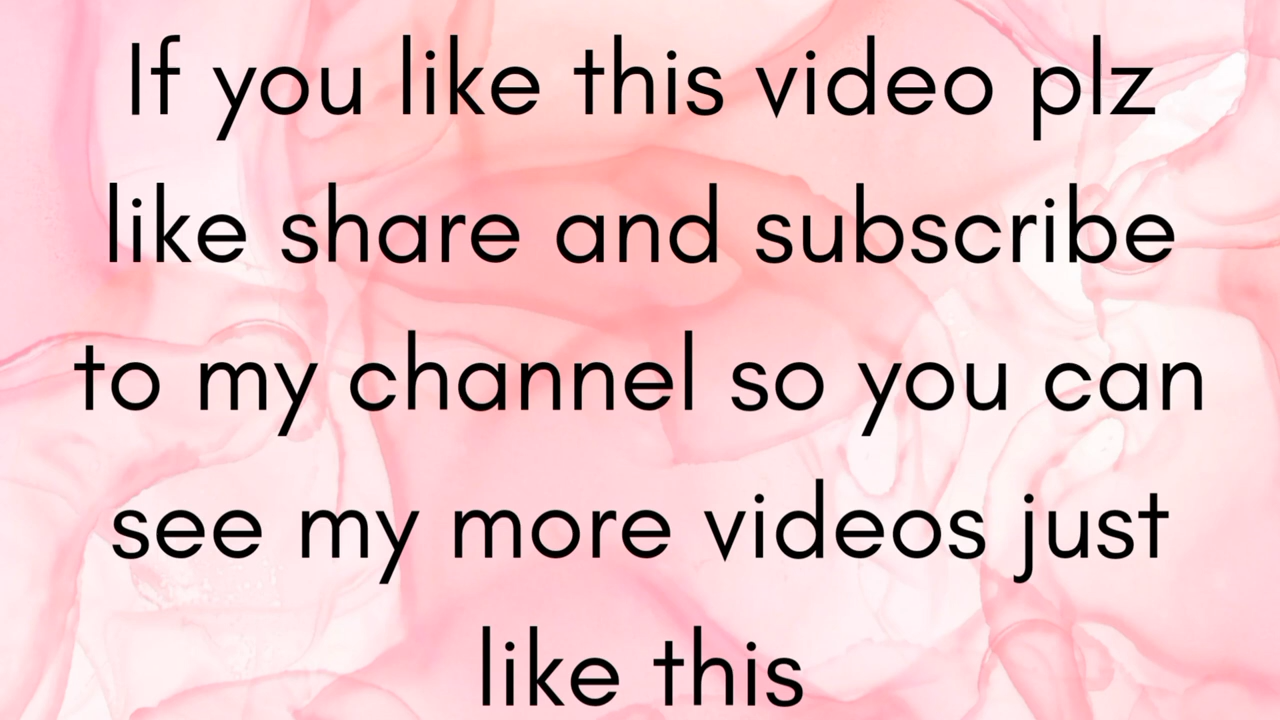 If you like this video plz
like share and subscribe
to my channel so you can
see my more videos just
like this